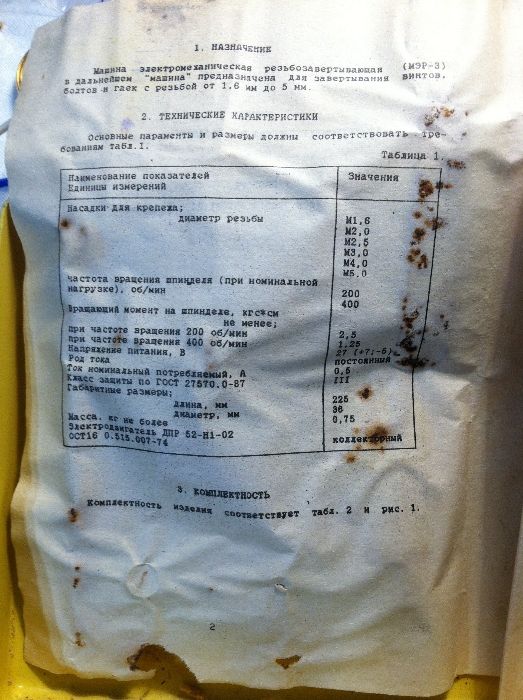 1. НАЗНАЧЕНИЕ
Машина электромеханическая резьбозавертывающая (МЭР-3)
в дальнейшем "машина" предназначена для завертывания винтов,
болтов и гаек с резьбой от 1.6 мм до 5 мм.
2. ТЕХНИЧЕСКИЕ ХАРАКТЕРИСТИКИ
Основные параменты и размеры должны соответствовать тре-
бованиям табл.1.
Таблица 1.
Наименование показателей Значения
Единицы измерений
Насадки для крепежа;
диаметр резьбы М1,6
М2,0
М2,5
М3,0
М4,0
М5,0
частота вращения шпинделя (при номинальной
нагрузке), об/мин 200
400
Вращающий момент на шпинделе, кгс*см
не менее;
при частоте вращения 200 об/мин 2,5
при частоте вращения 400 об/мин 1.25
Напряжение питания, В 27 (+7;-6)
Род тока постоянный
Ток номинальный потребляемый, А 0,6
Класс защиты по ГОСТ 27570.0-87 III
Габаритные размеры;
длина, мм 225
диаметр, мм 36
Масса, кг не более 0,75
Электродвигатель ДПР 52-Н1-02
ОСТ16 0.515.007-74 коллекторный
3. КОМПЛЕКТНОСТЬ
Комплектность изделия соответствует табл. 2 и рис. 1.
2